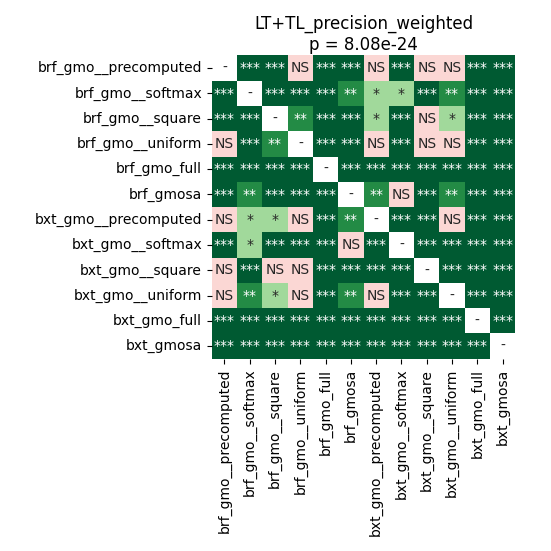 LT+TL_precision_weighted
p = 8.08e-24
brf_gmo__precomputed - *** *** NS *** *** NS *** NS NS *** ***
brf_gmo__softmax *** - *** *** *** ** * * *** ** *** ***
brf_gmo__square *** *** - ** *** *** * *** NS * *** ***
brf_gmo__uniform NS *** ** - *** *** NS *** NS NS *** ***
brf_gmo_full *** *** *** *** - *** *** *** *** *** *** ***
brf_gmosa *** ** *** *** *** - ** NS *** ** *** ***
bxt_gmo__precomputed NS * * NS *** ** - *** *** NS *** ***
bxt_gmo__softmax *** * *** *** *** NS *** - *** *** *** ***
bxt_gmo__square NS *** NS NS *** *** *** *** - *** *** ***
bxt_gmo__uniform NS ** * NS *** ** NS *** *** - *** ***
bxt_gmo_full *** *** *** *** *** *** *** *** *** *** - ***
bxt_gmosa *** *** *** *** *** *** *** *** *** *** *** -
brf_gmo__precomputed
brf_gmo__softmax
brf_gmo__square
brf_gmo__uniform
brf_gmo_full
brf_gmosa
bxt_gmo__precomputed
bxt_gmo__softmax
bxt_gmo__square
bxt_gmo__uniform
bxt_gmo_full
bxt_gmosa